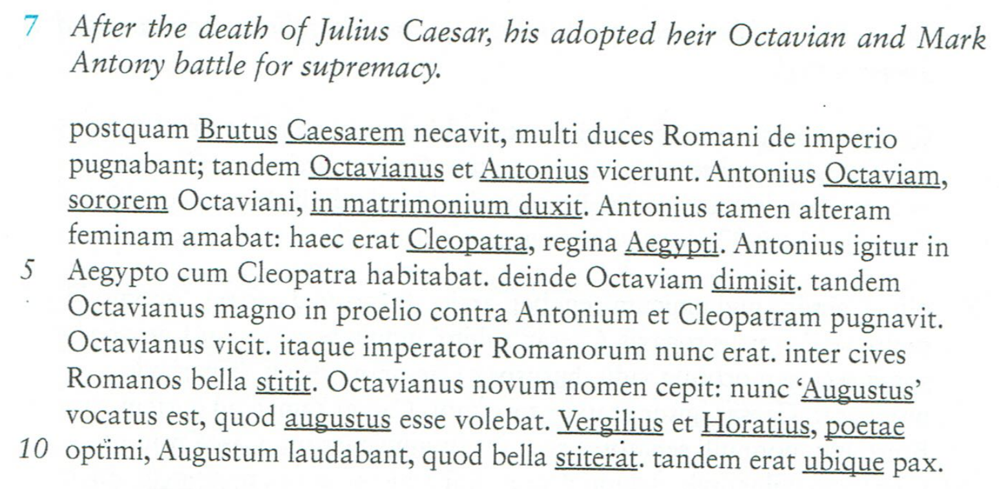 7 After the death of Julius Caesar, his adopted heir Octavian and Mark
Antony battle for supremacy.
postquam Brutus Caesarem necavit, multi duces Romani de imperio
pugnabant; tandem Octavianus et Antonius vicerunt. Antonius Octaviam,
sororem Octaviani, in matrimonium duxit. Antonius tamen alteram
feminam amabat: haec erat Cleopatra, regina Aegypti. Antonius igitur in
5 Aegypto cum Cleopatra habitabat. deinde Octaviam dimisit. tandem
Octavianus magno in proelio contra Antonium et Cleopatram pugnavit.
Octavianus vicit. itaque imperator Romanorum nunc erat. inter cives
Romanos bella stitit. Octavianus novum nomen cepit: nunc ‘Augustus’
vocatus est, quod augustus esse volebat. Vergilius et Horatius, poetae
10 optimi, Augustum laudabant, quod bella stiterat. tandem erat ubique pax.